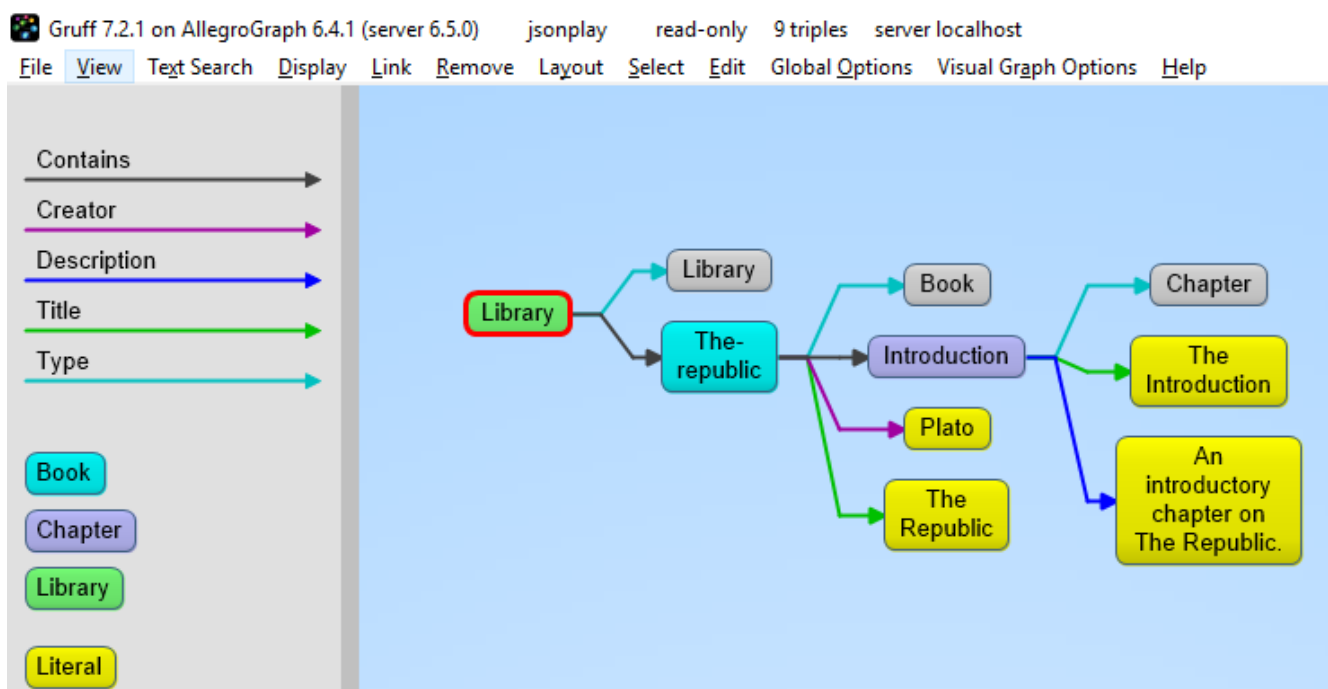 Gruff 7.2.1 on AllegroGraph 6.4.1 (server 6.5.0) jsonplay read-only 9 triples server localhost
File View Text Search Display Link Remove Layout Select Edit Global Options Visual Graph Options Help
Contains
Creator
Description
Title
Type
Book
Chapter
Library
Literal
Library
Library
The-
republic
Book
Introduction
Plato
The
Republic
Chapter
The
Introduction
An
introductory
chapter on
The Republic.